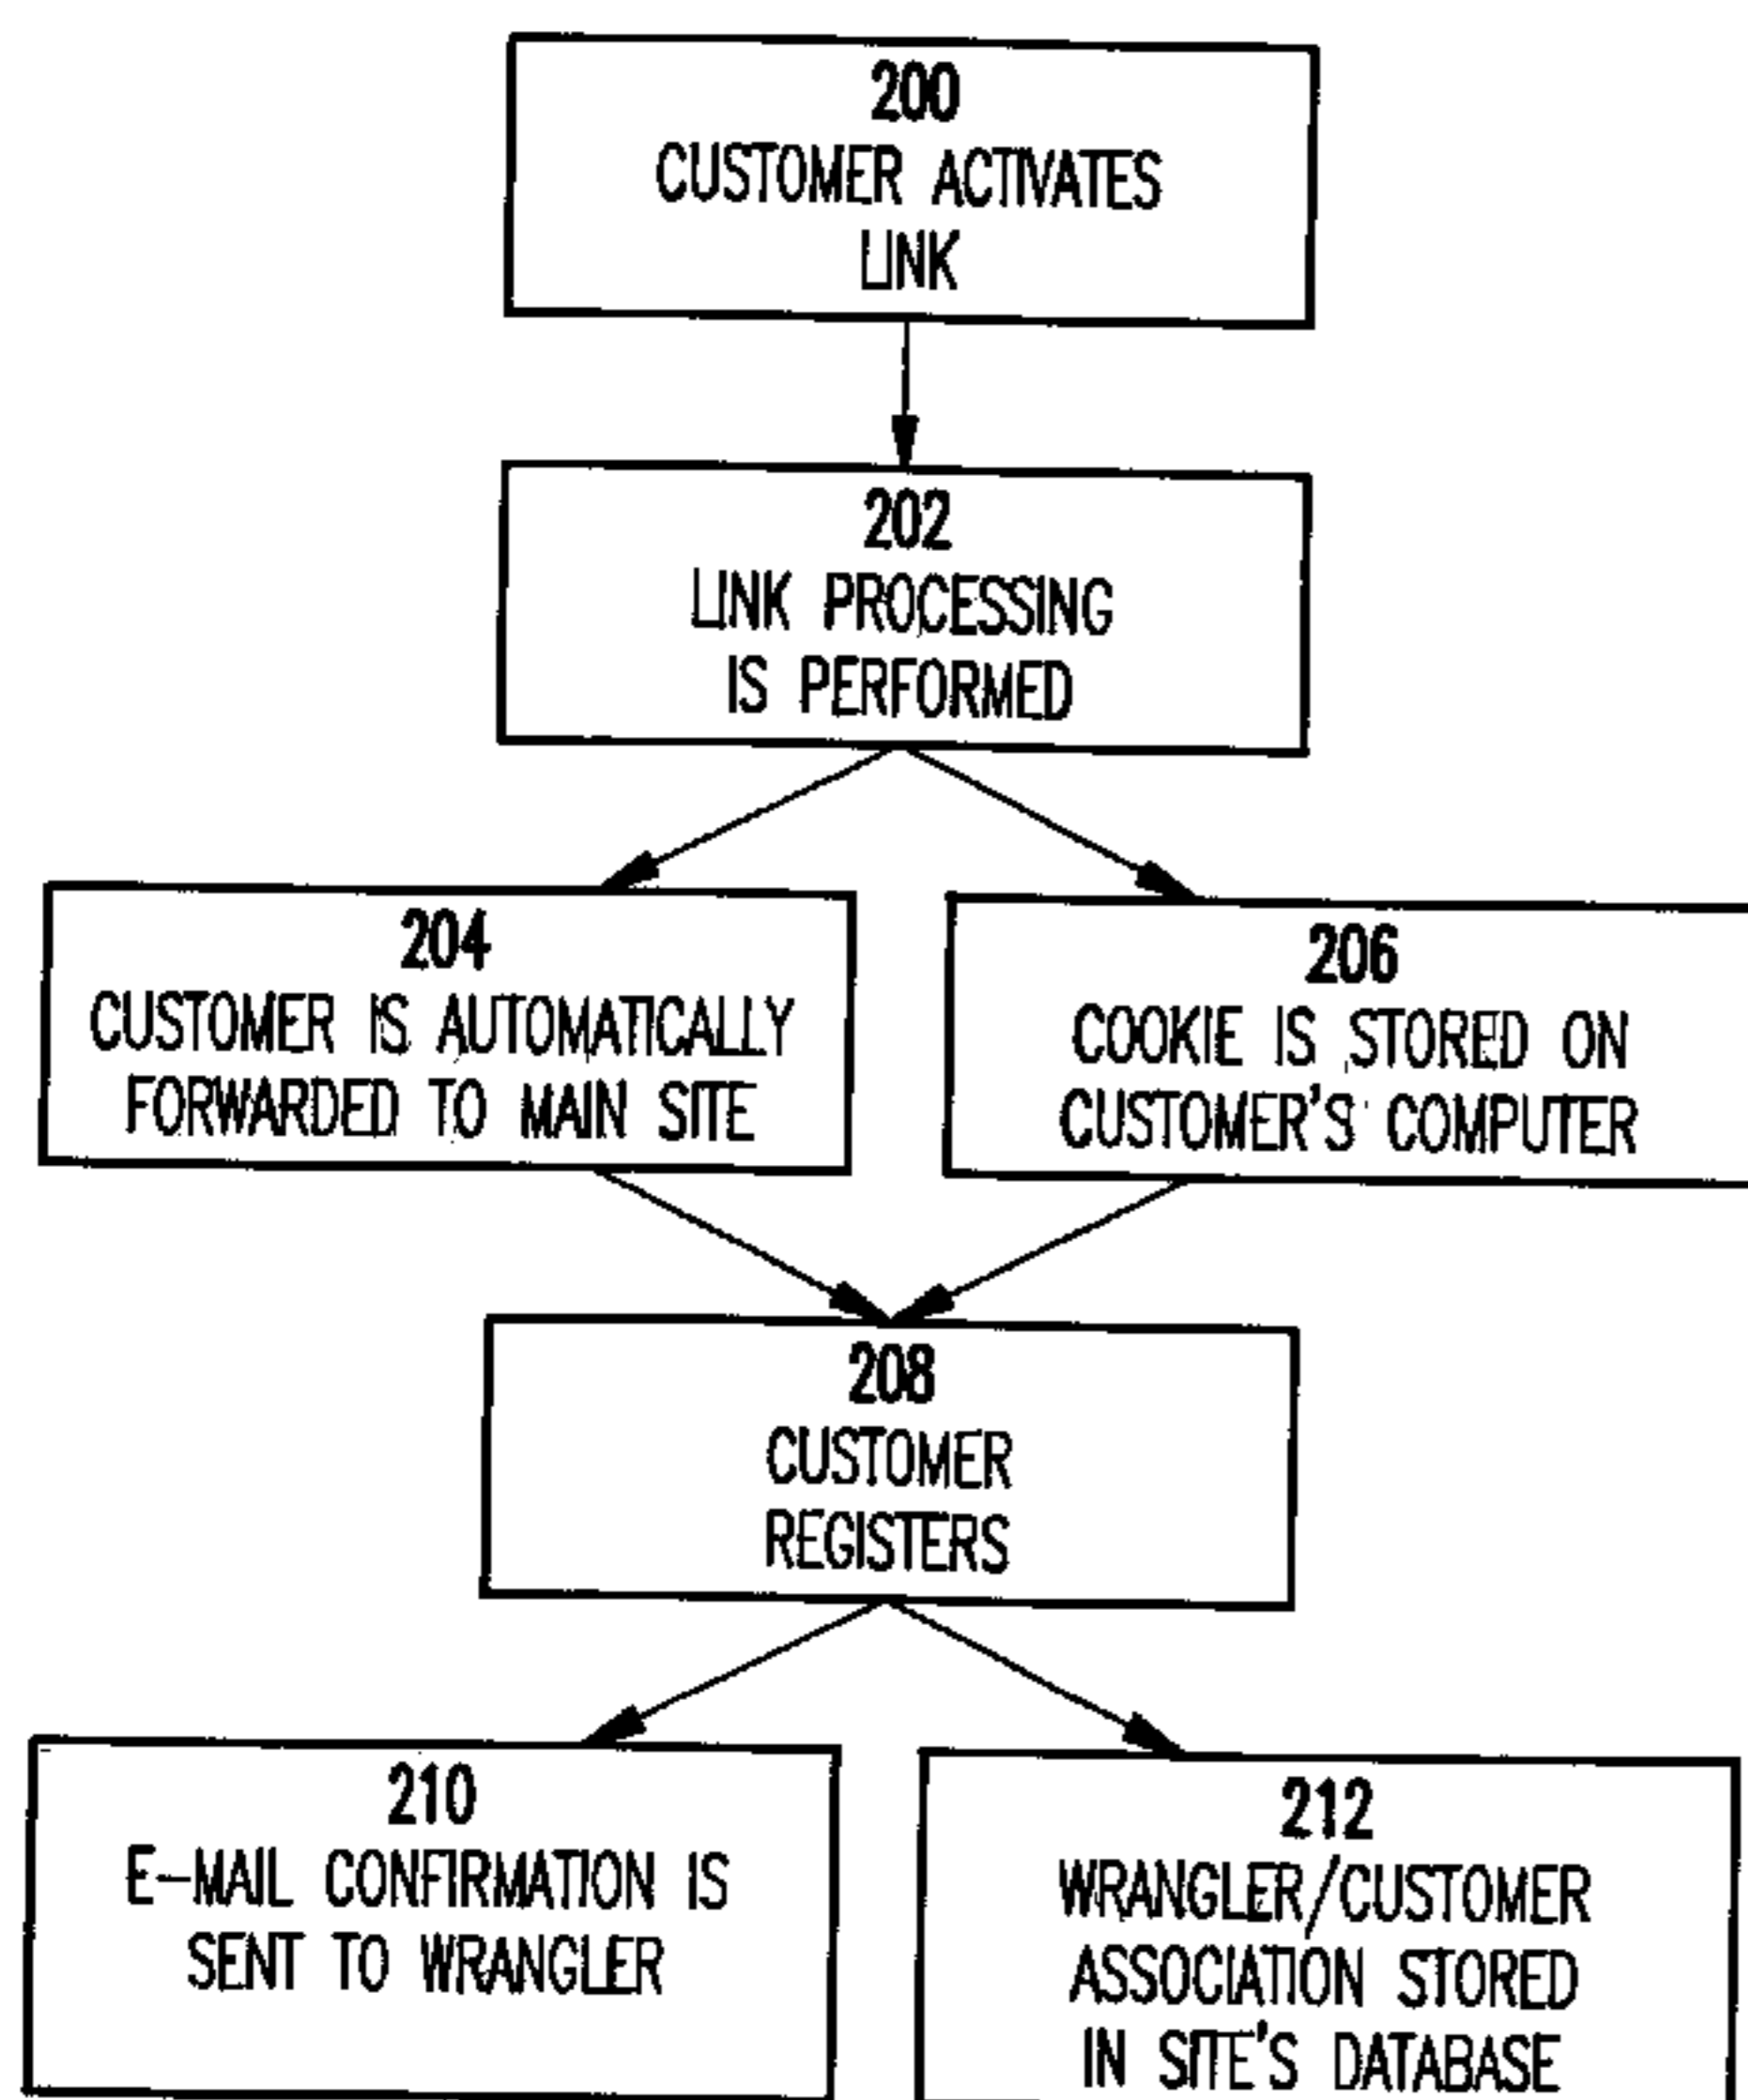 200
CUSTOMER ACTIVATES
LINK
202
LINK PROCESSING
IS PERFORMED
204
CUSTOMER IS AUTOMATICALLY
FORWARDED TO MAIN SITE
206
COOKIE IS STORED ON
CUSTOMER'S COMPUTER
208
CUSTOMER
REGISTERS
210
E-MAIL CONFIRMATION IS
SENT TO WRANGLER
212
WRANGLER/CUSTOMER
ASSOCIATION STORED
IN SITE'S DATABASE